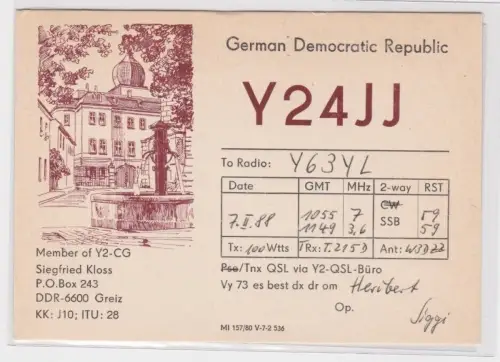 German Democratic Republic
Y24JJ
To Radio: Y63YL
Date GMT MHz 2-way RST
7.II.88 1055 7 CW 59
1149 3,6 SSB 59
Tx: 100 Wtts Rx: T.215D Ant: W3DZZ
Pse/Tnx QSL via Y2-QSL-Büro
Vy 73 es best dx dr om Heribert
Op. Siggi
Member of Y2-CG
Siegfried Kloss
P.O.Box 243
DDR-6600 Greiz
KK: J10; ITU: 28
MI 157/80 V-7-2 536